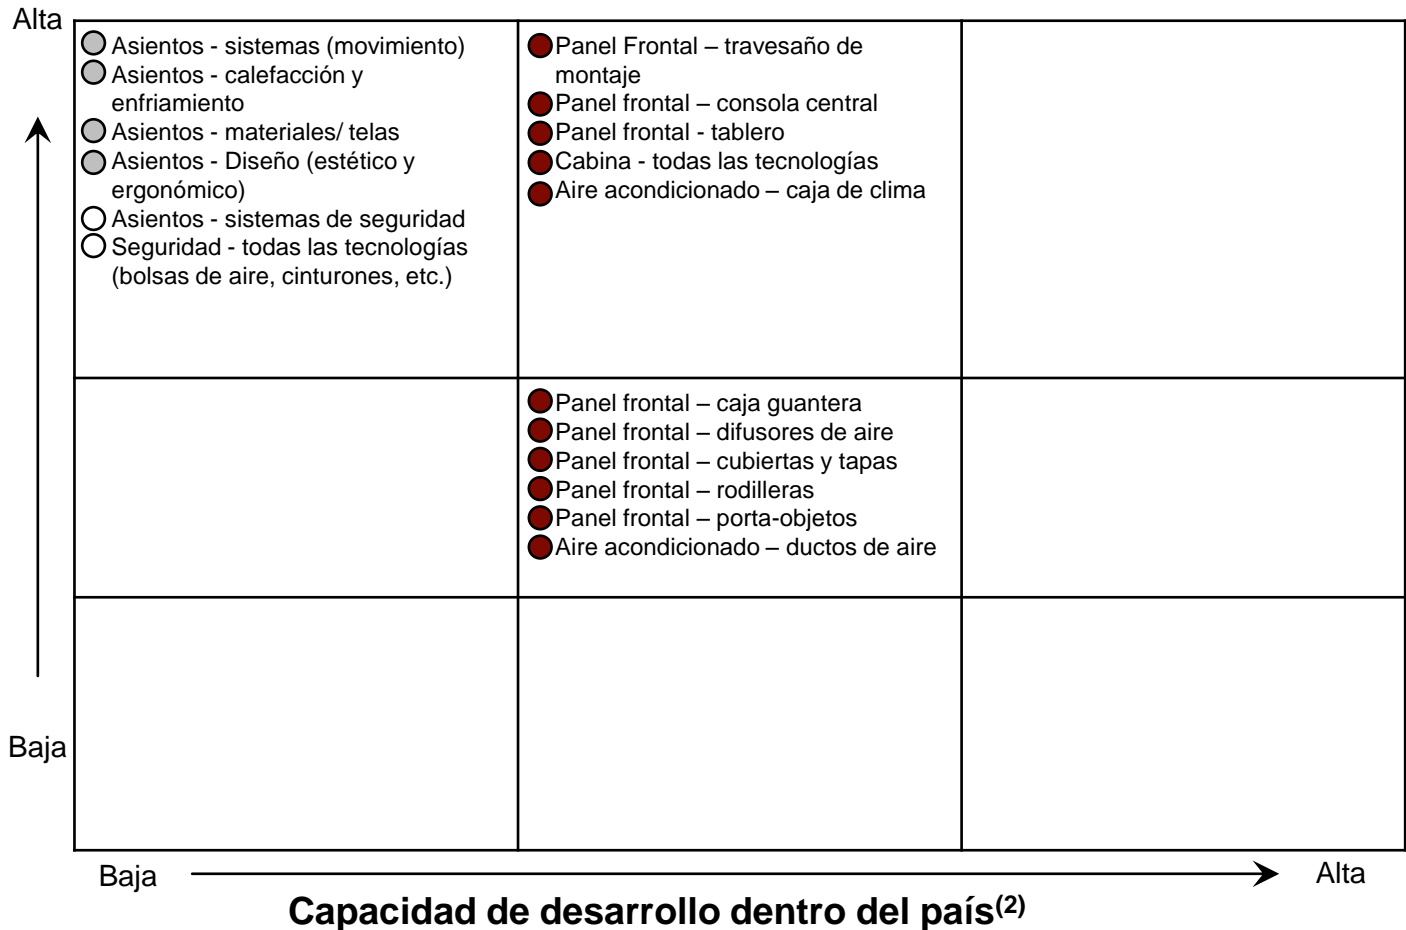 Alta
Asientos - sistemas (movimiento)
Asientos - calefacción y
enfriamiento
Asientos - materiales/ telas
Asientos - Diseño (estético y
ergonómico)
Asientos - sistemas de seguridad
Seguridad - todas las tecnologías
(bolsas de aire, cinturones, etc.)
Panel Frontal – travesaño de
montaje
Panel frontal – consola central
Panel frontal - tablero
Cabina - todas las tecnologías
Aire acondicionado – caja de clima
Panel frontal – caja guantera
Panel frontal – difusores de aire
Panel frontal – cubiertas y tapas
Panel frontal – rodilleras
Panel frontal – porta-objetos
Aire acondicionado – ductos de aire
Baja
Baja
Alta
Capacidad de desarrollo dentro del país(2)